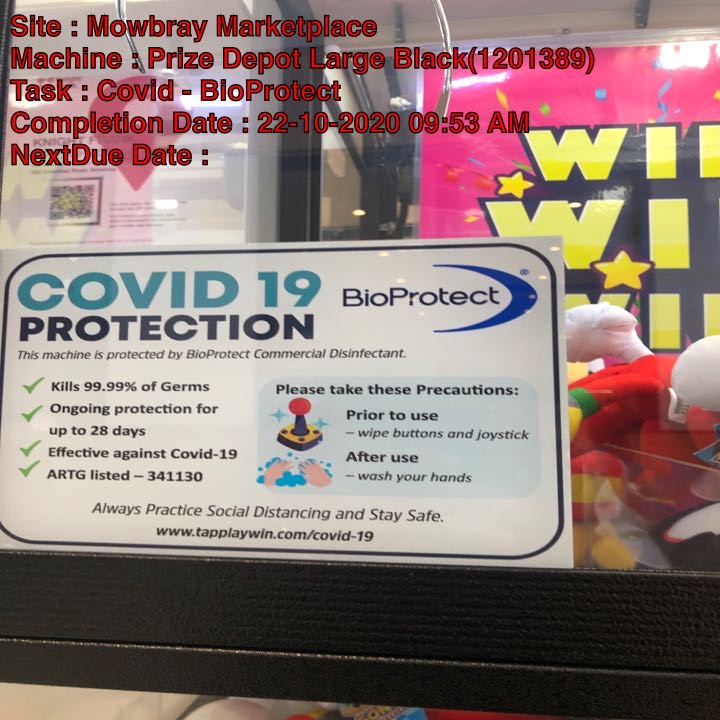 Site : Mowbray Marketplace
Machine : Prize Depot Large Black(1201389)
Task : Covid - BioProtect
Completion Date : 22-10-2020 09:53 AM
NextDue Date :
WI
WI
WI
COVID 19
PROTECTION
BioProtect®
This machine is protected by BioProtect Commercial Disinfectant.
Kills 99.99% of Germs
Ongoing protection for
up to 28 days
Effective against Covid-19
ARTG listed – 341130
Please take these Precautions:
Prior to use
– wipe buttons and joystick
After use
– wash your hands
Always Practice Social Distancing and Stay Safe.
www.tapplaywin.com/covid-19